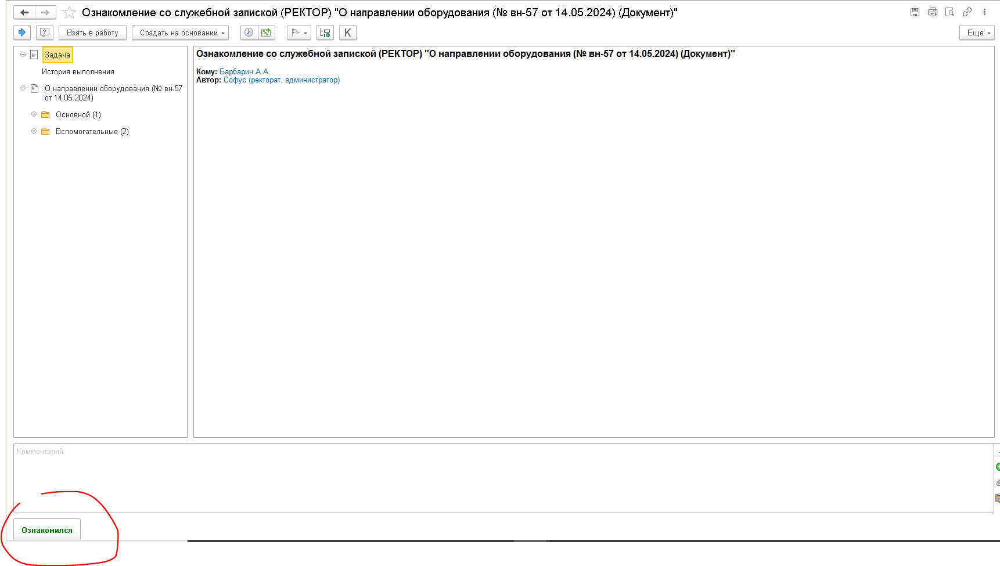 Ознакомление со служебной запиской (РЕКТОР) "О направлении оборудования (№ вн-57 от 14.05.2024) (Документ)"
Взять в работу
Создать на основании
K
Еще
Задача
История выполнения
О направлении оборудования (№ вн-57
от 14.05.2024)
Основной (1)
Вспомогательные (2)
Ознакомление со служебной запиской (РЕКТОР) "О направлении оборудования (№ вн-57 от 14.05.2024) (Документ)"
Кому: Барбарич А.А.
Автор: Софус (ректорат, администратор)
Комментарий
Ознакомился